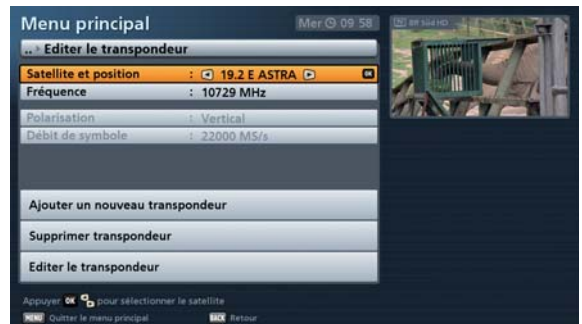 Menu principal
Mer 09 58
.. Editer le transpondeur
Satellite et position : 19.2 E ASTRA OK
Fréquence : 10729 MHz
Polarisation : Vertical
Débit de symbole : 22000 MS/s
Ajouter un nouveau transpondeur
Supprimer transpondeur
Editer le transpondeur
Appuyer OK pour sélectionner le satellite
MENU Quitter le menu principal BACK Retour
BR Süd HD